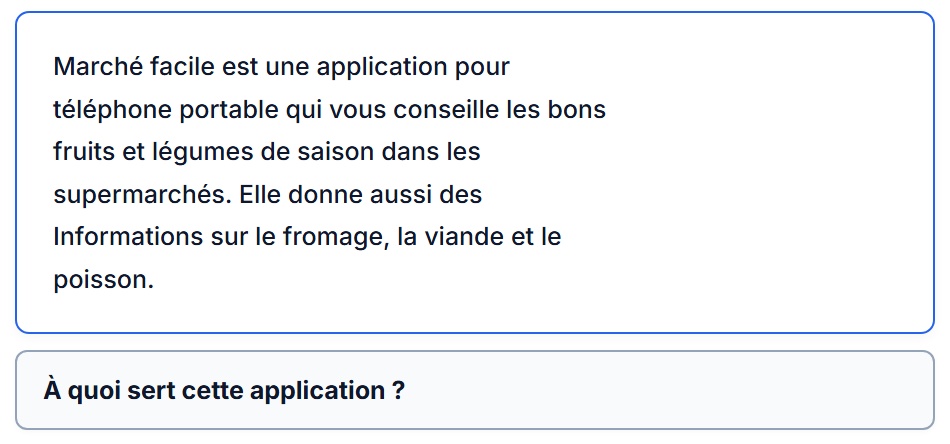 Marché facile est une application pour
téléphone portable qui vous conseille les bons
fruits et légumes de saison dans les
supermarchés. Elle donne aussi des
Informations sur le fromage, la viande et le
poisson.
À quoi sert cette application ?